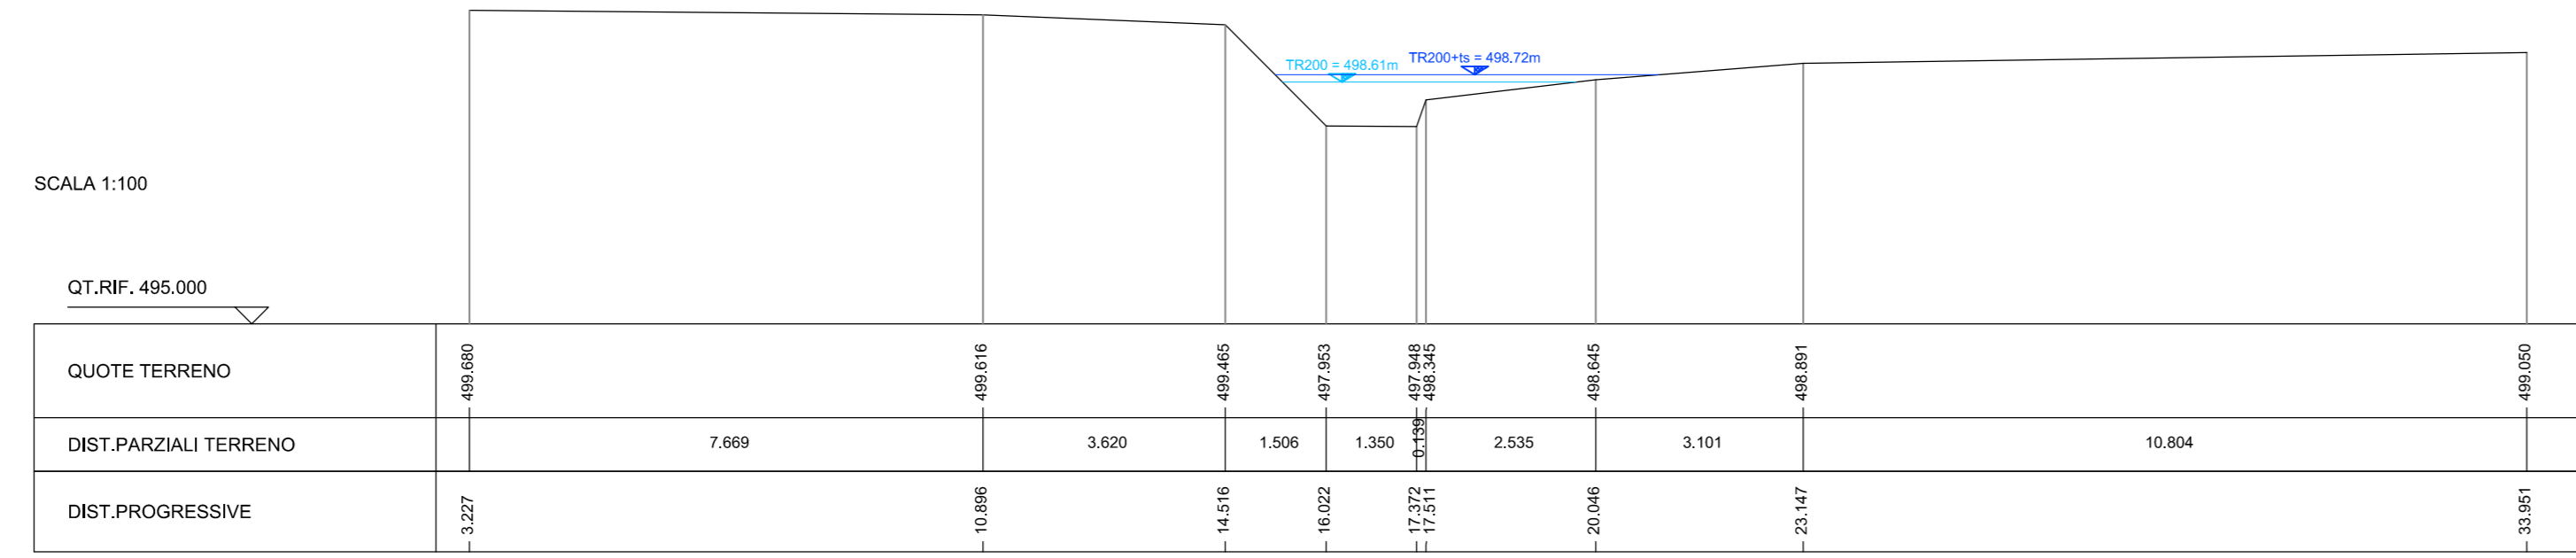 TR200 = 498.61m
TR200+ts = 498.72m
SCALA 1:100
QT.RIF. 495.000
QUOTE TERRENO
499.680 499.616 499.465 497.953 497.948 498.345 498.645 498.891 499.050
DIST.PARZIALI TERRENO
7.669 3.620 1.506 1.350 0.139 2.535 3.101 10.804
DIST.PROGRESSIVE
3.227 10.896 14.516 16.022 17.372 17.511 20.046 23.147 33.951